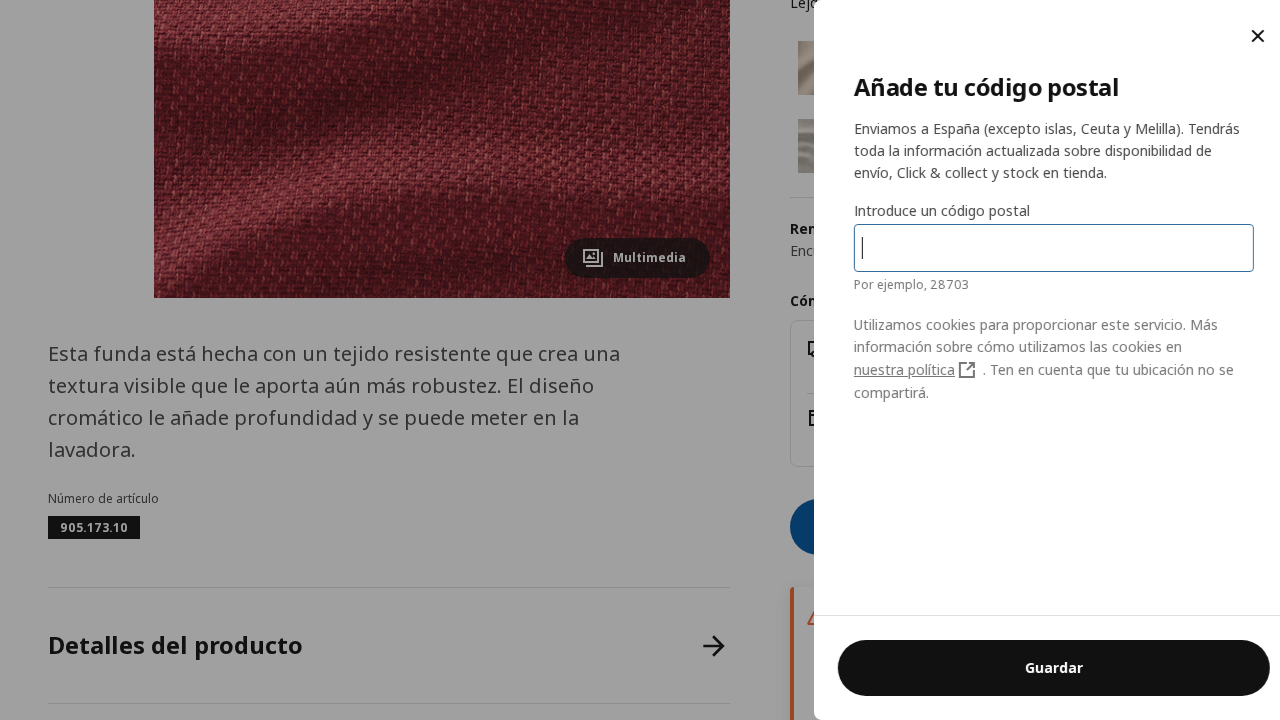 Multimedia
Esta funda está hecha con un tejido resistente que crea una
textura visible que le aporta aún más robustez. El diseño
cromático le añade profundidad y se puede meter en la
lavadora.
Número de artículo
905.173.10
Detalles del producto
Añade tu código postal
Enviamos a España (excepto islas, Ceuta y Melilla). Tendrás
toda la información actualizada sobre disponibilidad de
envío, Click & collect y stock en tienda.
Introduce un código postal
Por ejemplo, 28703
Utilizamos cookies para proporcionar este servicio. Más
información sobre cómo utilizamos las cookies en
nuestra política . Ten en cuenta que tu ubicación no se
compartirá.
Guardar